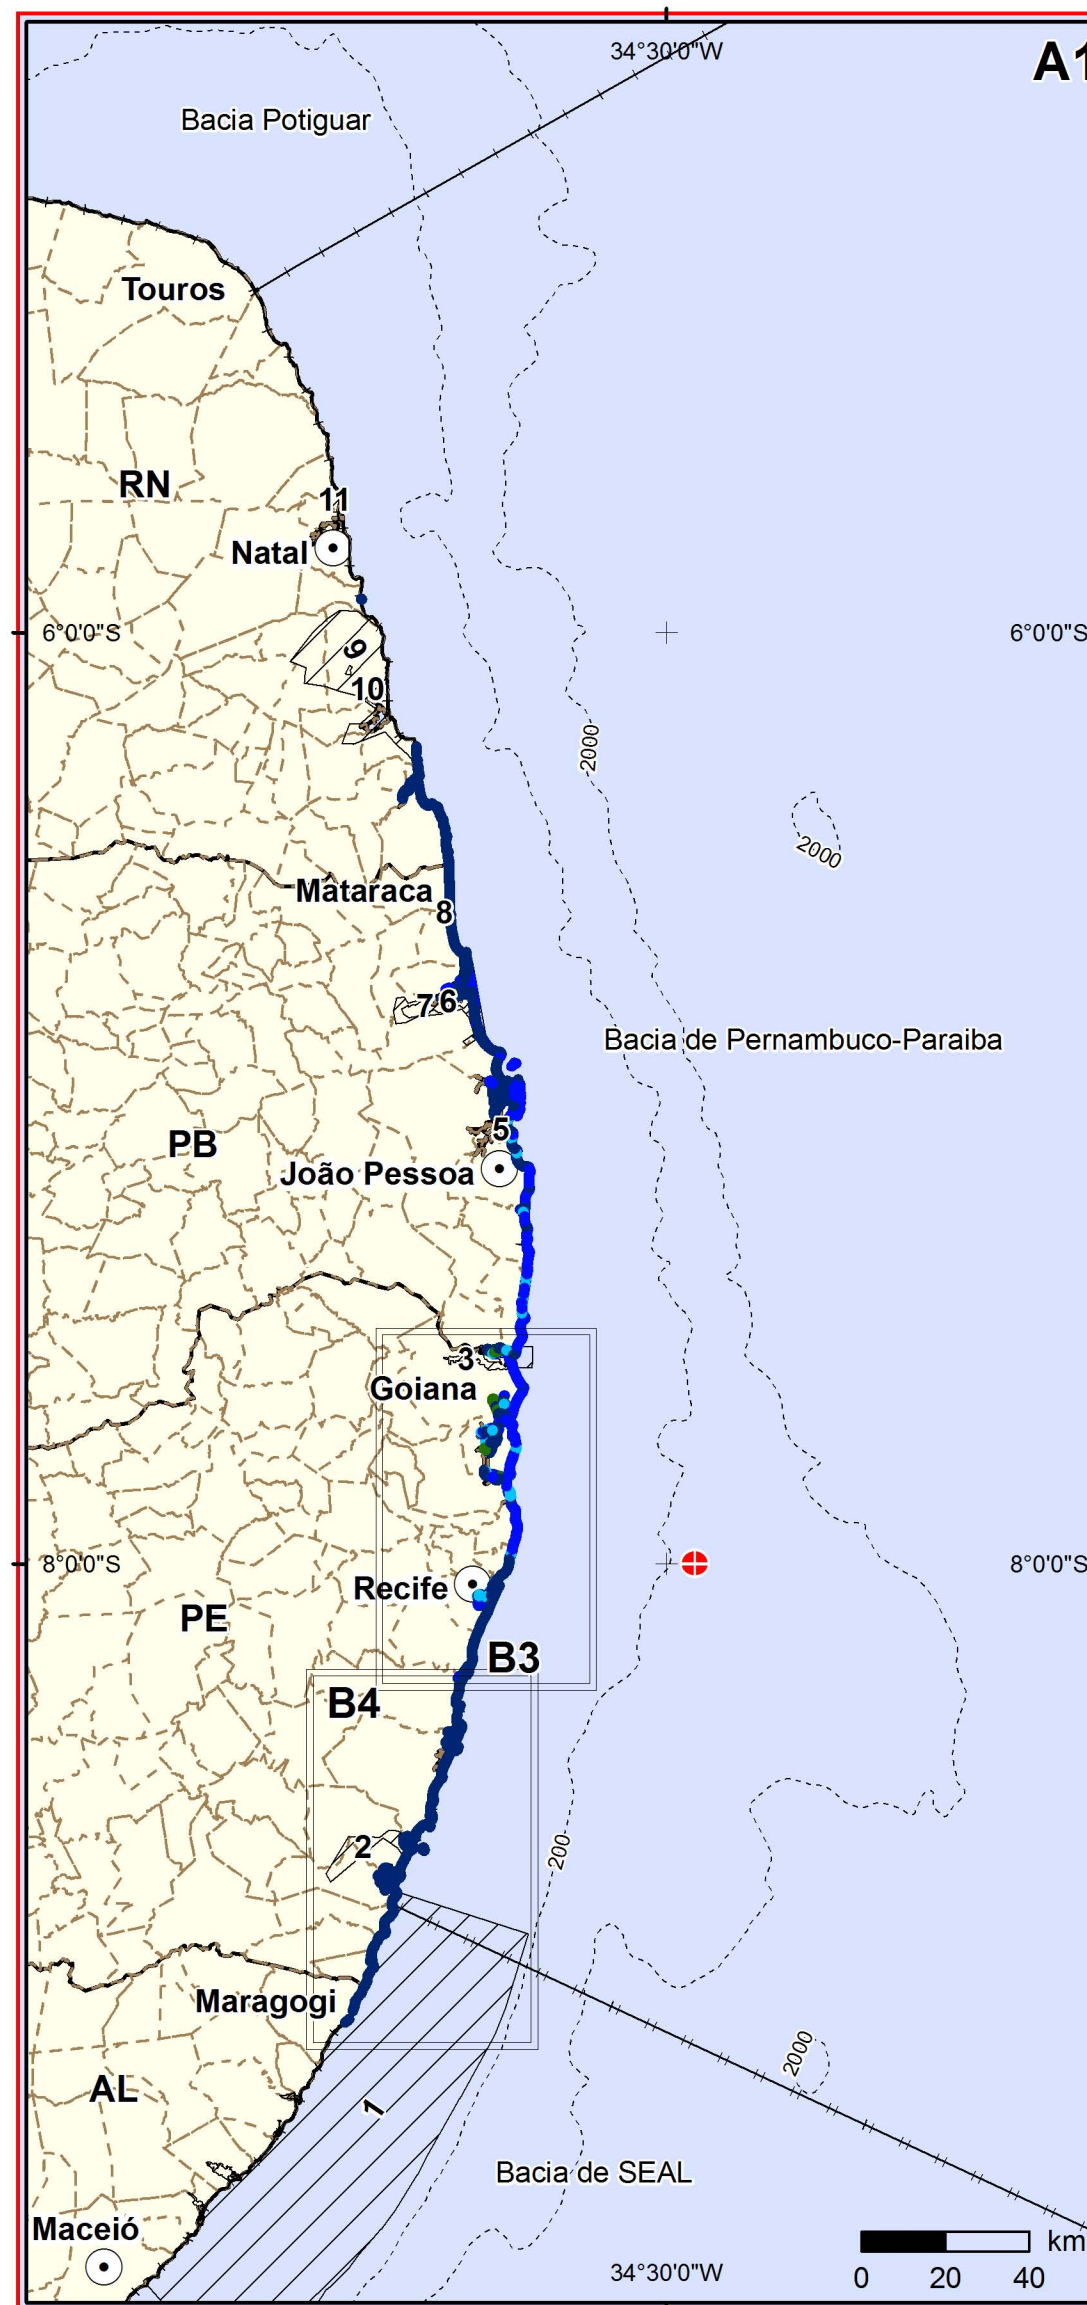 34°30'0"W
A1
Bacia Potiguar
Touros
RN
11
Natal
6°0'0"S
6°0'0"S
9
10
2000
2000
Mataraca
8
7
6
Bacia de Pernambuco-Paraiba
5
PB
João Pessoa
3
Goiana
8°0'0"S
8°0'0"S
Recife
PE
B3
B4
2
200
Maragogi
2000
AL
1
Bacia de SEAL
Maceió
34°30'0"W
km
0 20 40